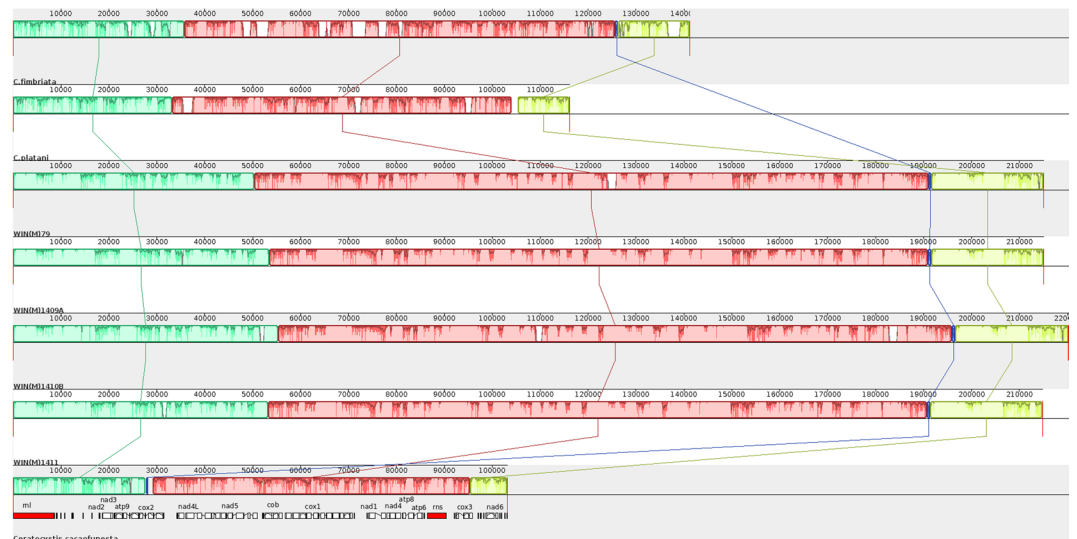 10000 20000 30000 40000 50000 60000 70000 80000 90000 100000 110000 120000 130000 14000
C.fimbriata
10000 20000 30000 40000 50000 60000 70000 80000 90000 100000 110000
C.platani
10000 20000 30000 40000 50000 60000 70000 80000 90000 100000 110000 120000 130000 140000 150000 160000 170000 180000 190000 200000 210000
WIN(M)79
10000 20000 30000 40000 50000 60000 70000 80000 90000 100000 110000 120000 130000 140000 150000 160000 170000 180000 190000 200000 210000
WIN(M)1409A
10000 20000 30000 40000 50000 60000 70000 80000 90000 100000 110000 120000 130000 140000 150000 160000 170000 180000 190000 200000 210000 220
WIN(M)1410B
10000 20000 30000 40000 50000 60000 70000 80000 90000 100000 110000 120000 130000 140000 150000 160000 170000 180000 190000 200000 210000
WIN(M)1411
10000 20000 30000 40000 50000 60000 70000 80000 90000 100000
nad3 atp8
rnl nad2 atp9 cox2 nad4L nad5 cob cox1 nad1 nad4 atp6 rns cox3 nad6
Ceratocystis cacaofunesta